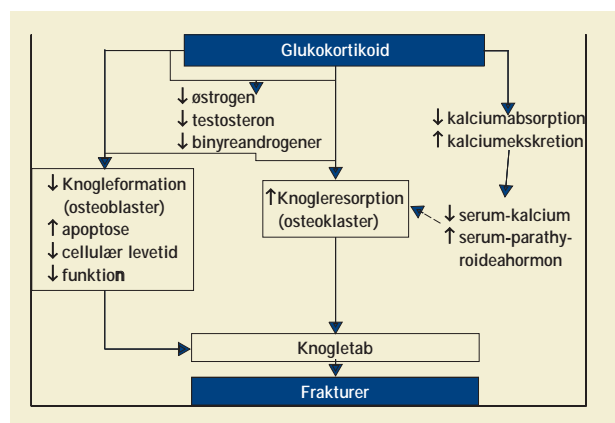 Glukokortikoid
↓ østrogen
↓ testosteron
↓ binyreandrogener
↓ kalciumabsorption
↑ kalciumekskretion
↓ Knogleformation
(osteoblaster)
↑ apoptose
↓ cellulær levetid
↓ funktion
↑ Knogleresorption
(osteoklaster)
↓ serum-kalcium
↑ serum-parathy-
roideahormon
Knogletab
Frakturer